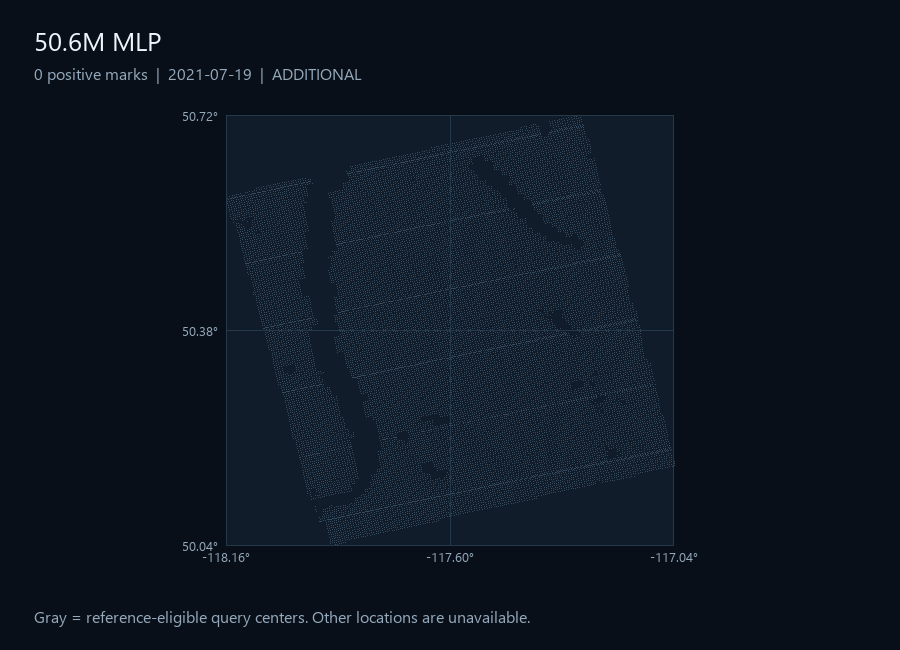 50.6M MLP
0 positive marks | 2021-07-19 | ADDITIONAL
50.72°
50.38°
50.04°
-118.16° -117.60° -117.04°
Gray = reference-eligible query centers. Other locations are unavailable.